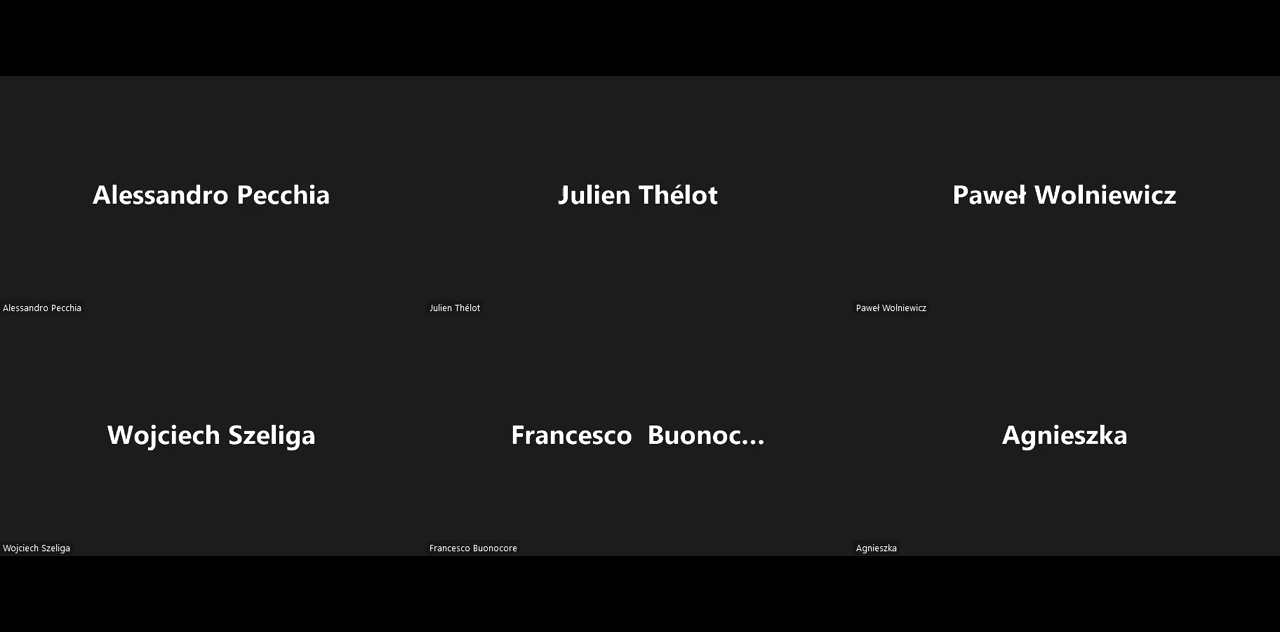 Alessandro Pecchia
Julien Thélot
Paweł Wolniewicz
Alessandro Pecchia
Julien Thélot
Paweł Wolniewicz
Wojciech Szeliga
Francesco  Buonoc...
Agnieszka
Wojciech Szeliga
Francesco Buonocore
Agnieszka